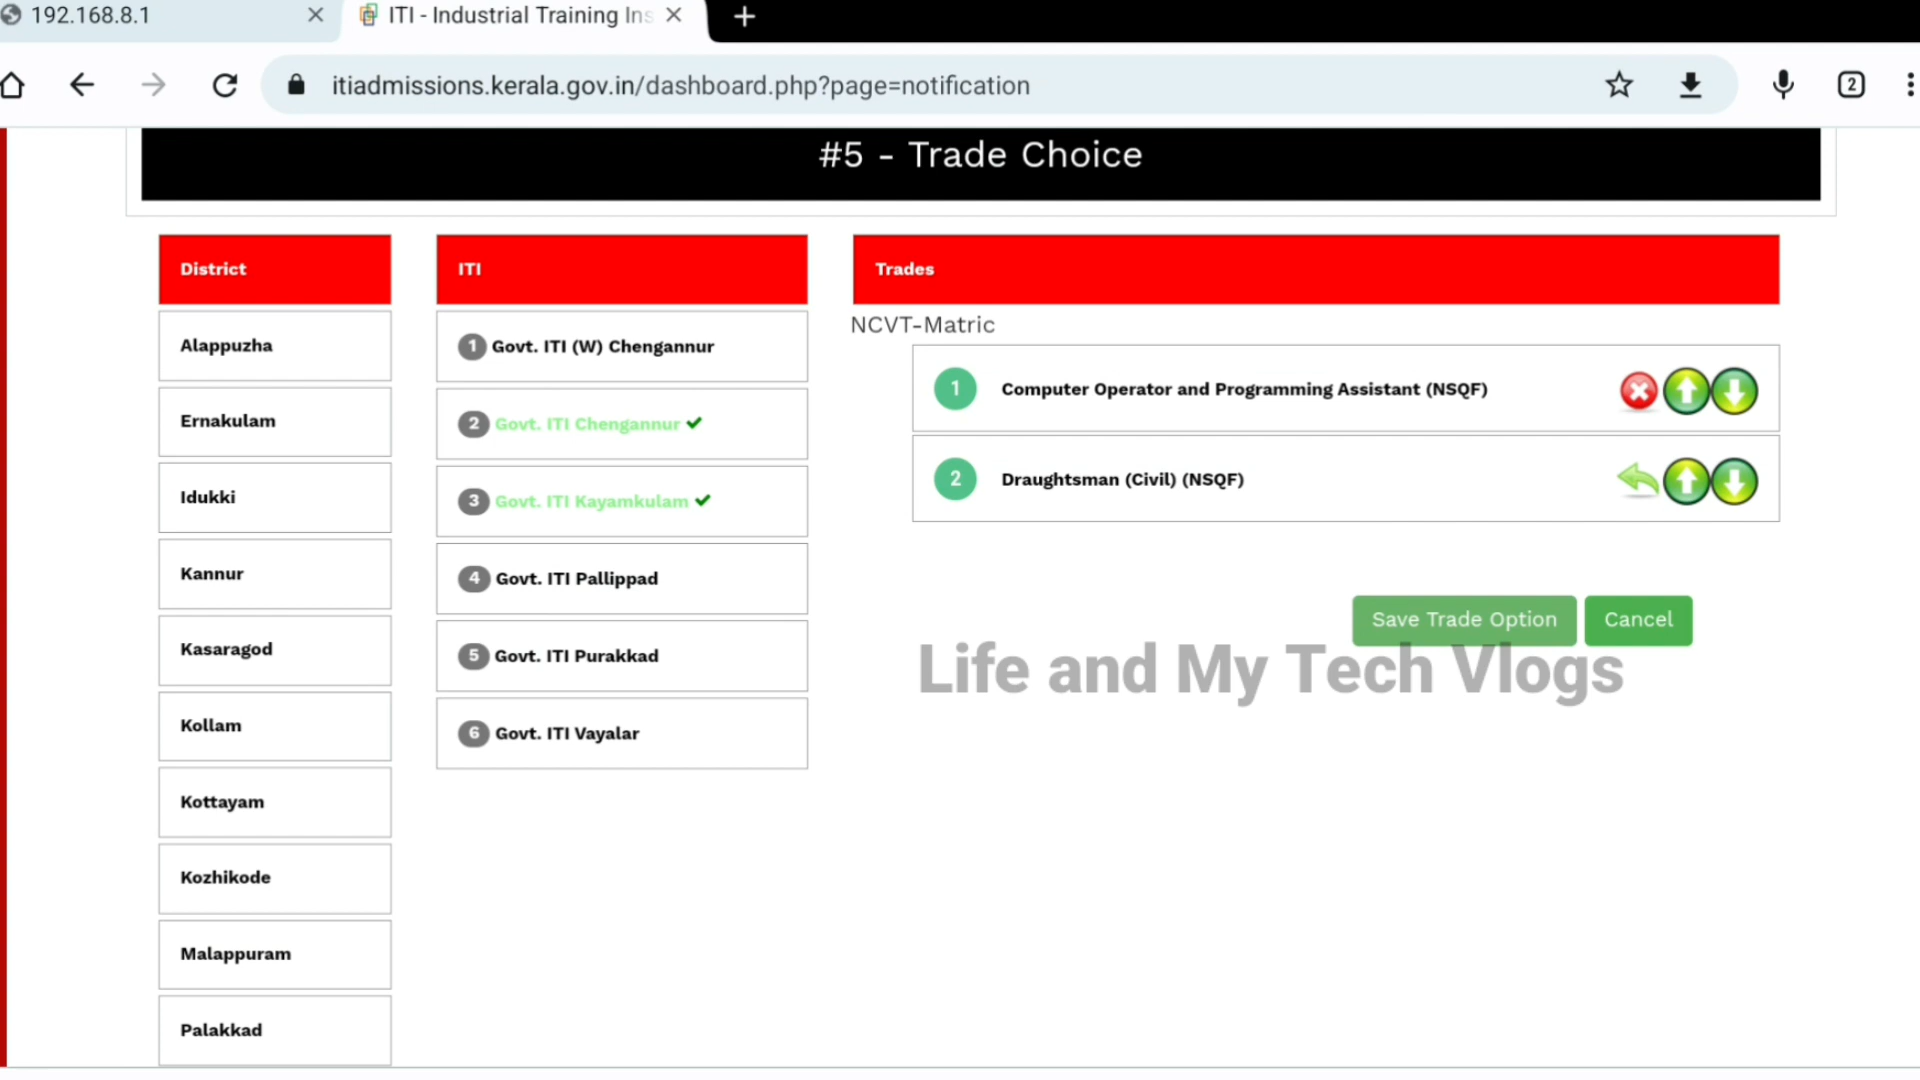 192.168.8.1
ITI - Industrial Training Ins
itiadmissions.kerala.gov.in/dashboard.php?page=notification
2
#5 - Trade Choice
District
Alappuzha
Ernakulam
Idukki
Kannur
Kasaragod
Kollam
Kottayam
Kozhikode
Malappuram
Palakkad
ITI
1 Govt. ITI (W) Chengannur
2 Govt. ITI Chengannur
3 Govt. ITI Kayamkulam
4 Govt. ITI Pallippad
5 Govt. ITI Purakkad
6 Govt. ITI Vayalar
Trades
NCVT-Matric
1 Computer Operator and Programming Assistant (NSQF)
2 Draughtsman (Civil) (NSQF)
Save Trade Option Cancel
Life and My Tech Vlogs